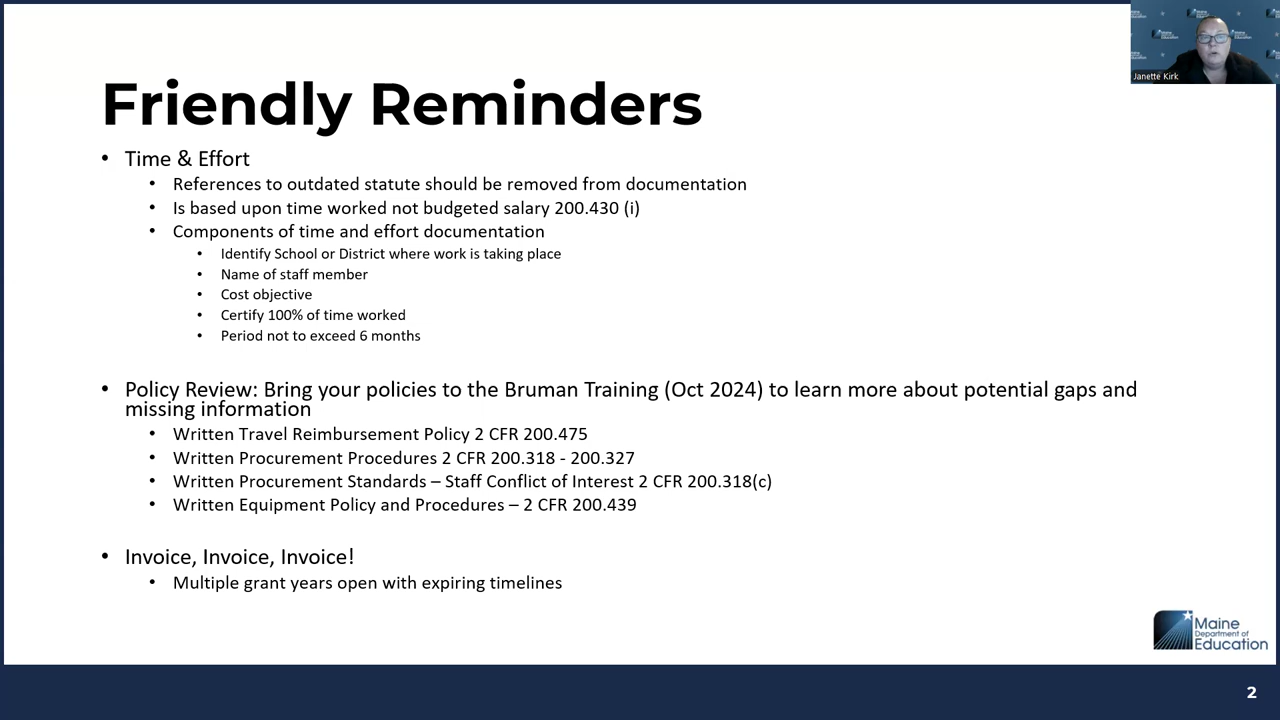 Janette Kirk
Friendly Reminders
• Time & Effort
• References to outdated statute should be removed from documentation
• Is based upon time worked not budgeted salary 200.430 (i)
• Components of time and effort documentation
• Identify School or District where work is taking place
• Name of staff member
• Cost objective
• Certify 100% of time worked
• Period not to exceed 6 months
• Policy Review: Bring your policies to the Bruman Training (Oct 2024) to learn more about potential gaps and
missing information
• Written Travel Reimbursement Policy 2 CFR 200.475
• Written Procurement Procedures 2 CFR 200.318 - 200.327
• Written Procurement Standards – Staff Conflict of Interest 2 CFR 200.318(c)
• Written Equipment Policy and Procedures – 2 CFR 200.439
• Invoice, Invoice, Invoice!
• Multiple grant years open with expiring timelines
Maine
Department of
Education
2